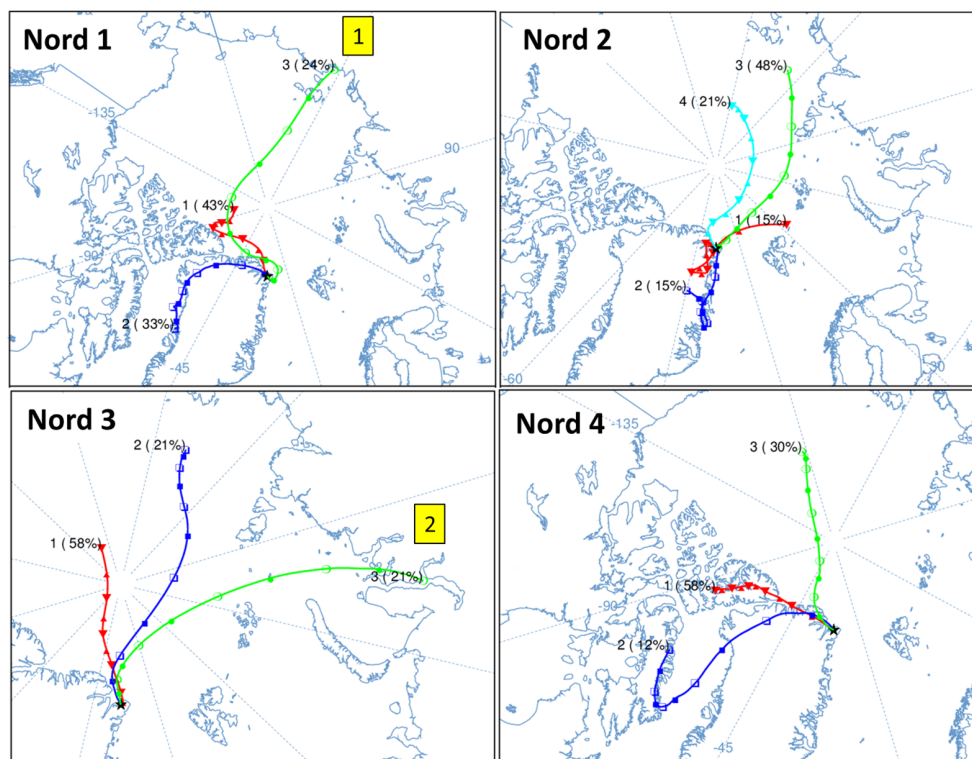 Nord 1
1
3 (24%)
-135
90
1 ( 43%)
-90
2 ( 33%)
-45
Nord 2
3 ( 48%)
4 ( 21%)
1 ( 15%)
2 ( 15%)
-60
Nord 3
2 ( 21%)
2
1 ( 58%)
3 (21%)
Nord 4
-135
3 ( 30%)
1 ( 58%)
-90
2 ( 12%)
-45